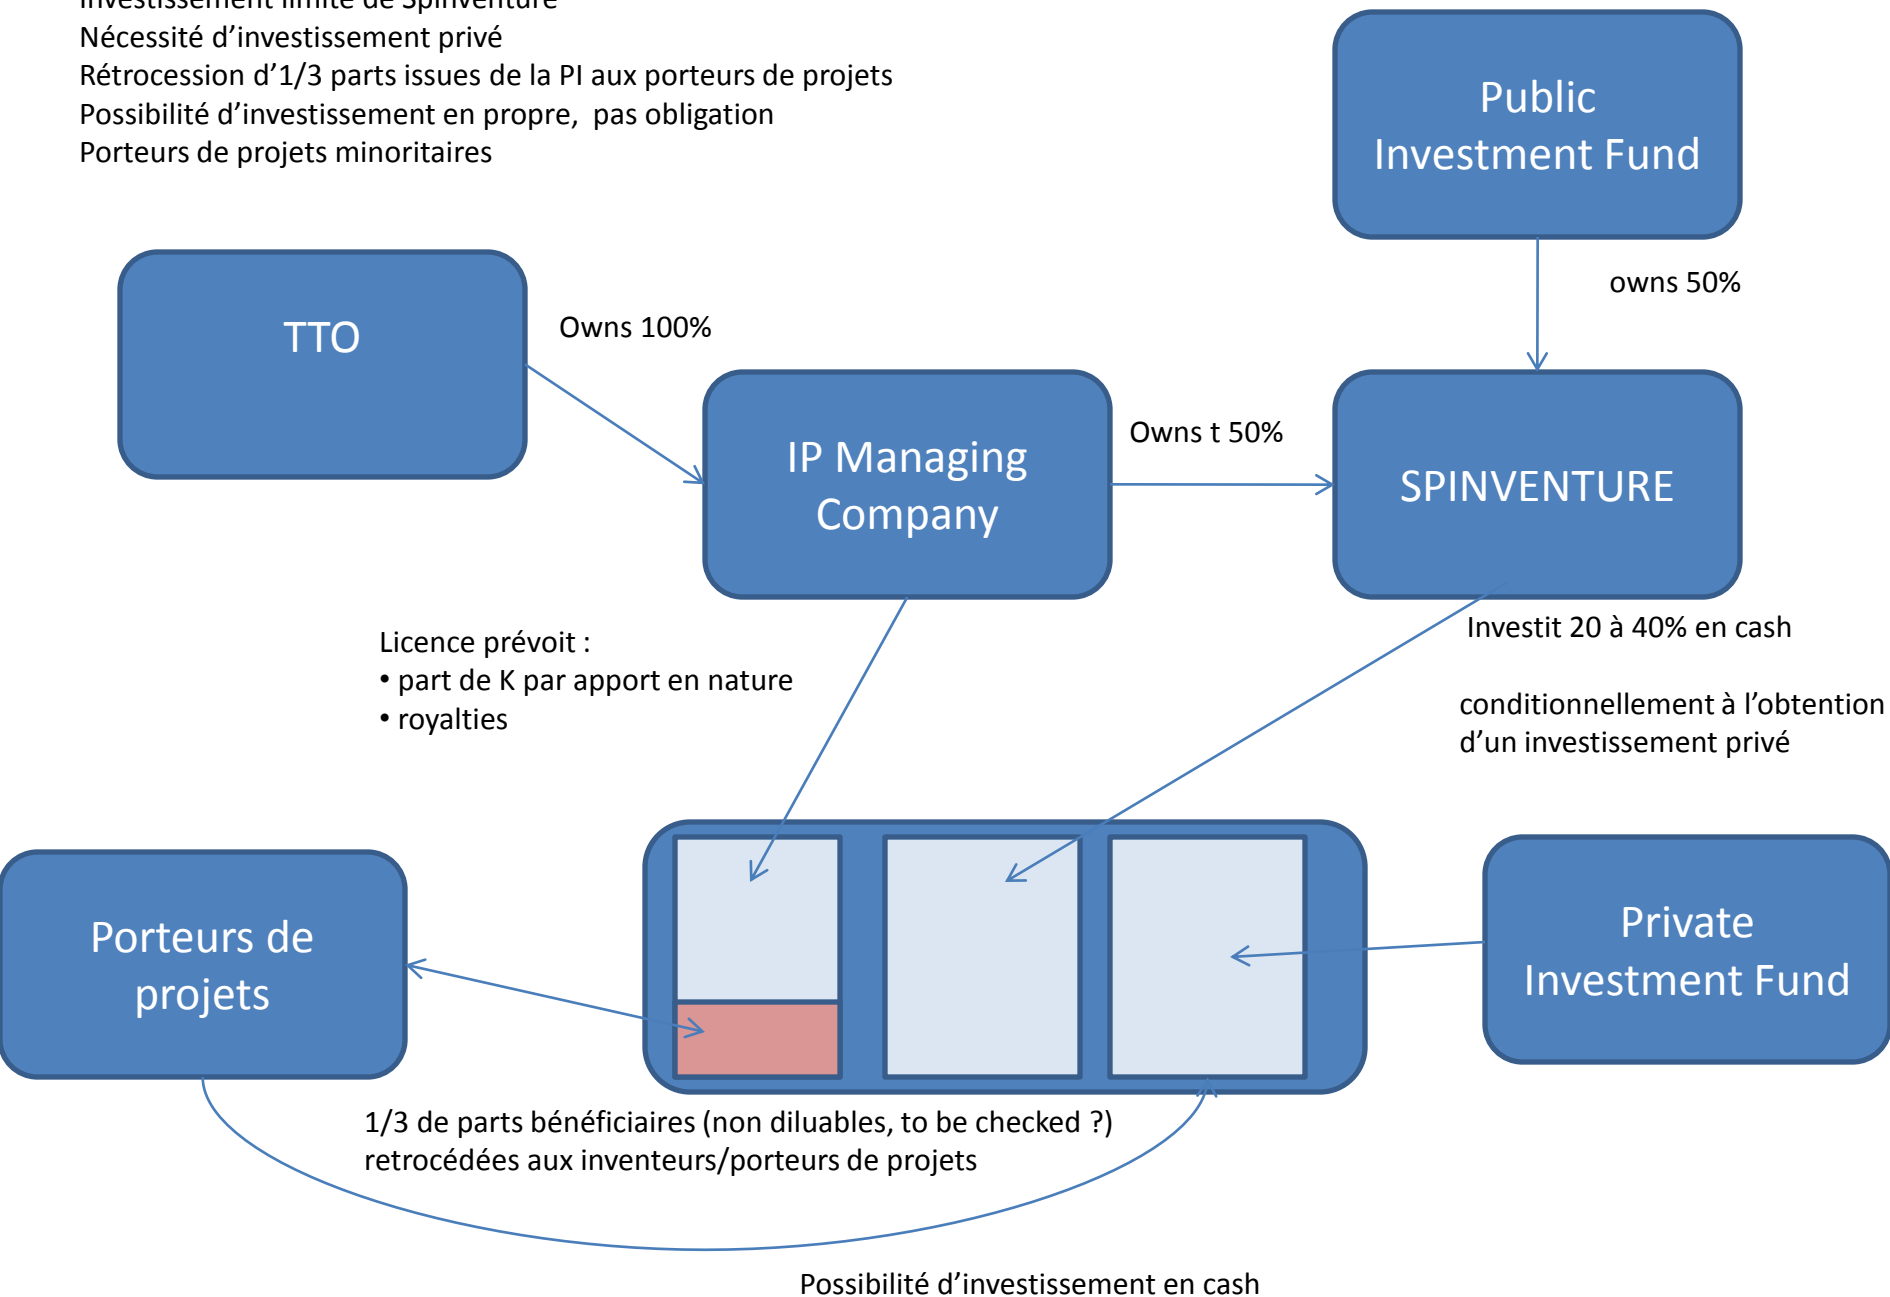 Investissement limité de Spinventure
Nécessité d’investissement privé
Rétrocession d’1/3 parts issues de la PI aux porteurs de projets
Possibilité d’investissement en propre, pas obligation
Porteurs de projets minoritaires
Public
Investment Fund
owns 50%
TTO
Owns 100%
IP Managing
Company
Owns t 50%
SPINVENTURE
Licence prévoit :
• part de K par apport en nature
• royalties
Investit 20 à 40% en cash
conditionnellement à l’obtention
d’un investissement privé
Porteurs de
projets
Private
Investment Fund
1/3 de parts bénéficiaires (non diluables, to be checked ?)
retrocédées aux inventeurs/porteurs de projets
Possibilité d’investissement en cash